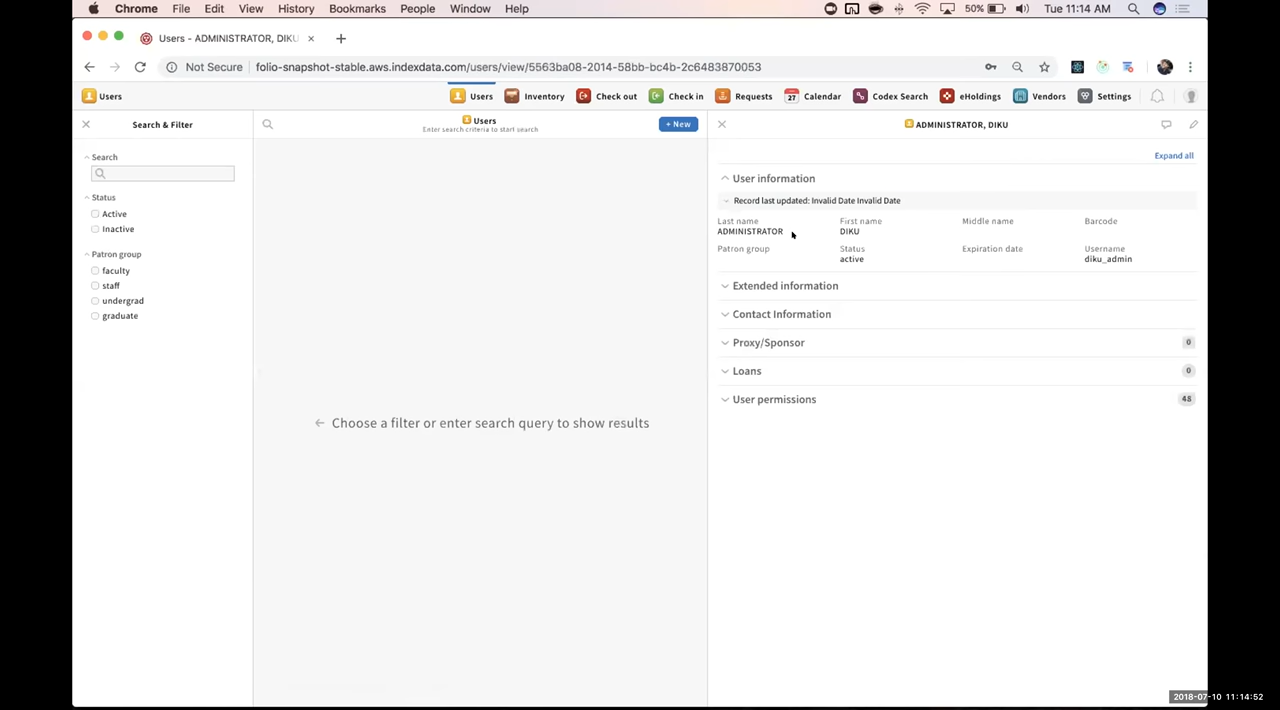 Chrome File Edit View History Bookmarks People Window Help 50% Tue 11:14 AM
Users - ADMINISTRATOR, DIKU
Not Secure folio-snapshot-stable.aws.indexdata.com/users/view/5563ba08-2014-58bb-bc4b-2c6483870053
Users Users Inventory Check out Check in Requests 27 Calendar Codex Search eHoldings Vendors Settings
Search & Filter
Users
Enter search criteria to start search
+ New
ADMINISTRATOR, DIKU
Search
Status
Active
Inactive
Patron group
faculty
staff
undergrad
graduate
Choose a filter or enter search query to show results
Expand all
User information
Record last updated: Invalid Date Invalid Date
Last name First name Middle name Barcode
ADMINISTRATOR DIKU
Patron group Status Expiration date Username
active diku_admin
Extended information
Contact Information
Proxy/Sponsor 0
Loans 0
User permissions 48
2018-07-10 11:14:52